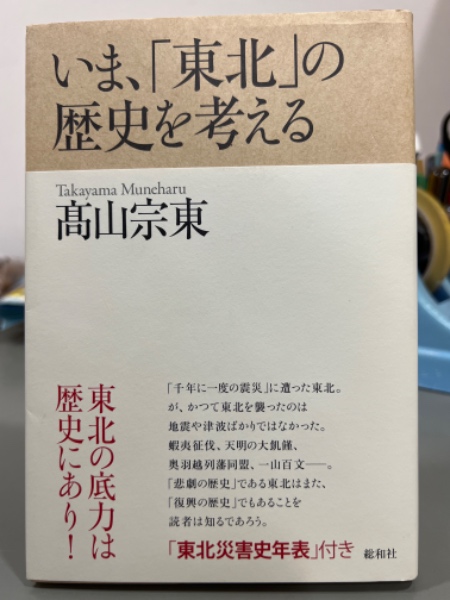 いま、「東北」の
歴史を考える
Takayama Muneharu
髙山宗東
東北の底力は
歴史にあり！
「千年に一度の震災」に遭った東北。
が、かつて東北を襲ったのは
地震や津波ばかりではなかった。
蝦夷征伐、天明の大飢饉、
奥羽越列藩同盟、一山百文――。
「悲劇の歴史」である東北はまた、
「復興の歴史」でもあることを
読者は知るであろう。
「東北災害史年表」付き
総和社